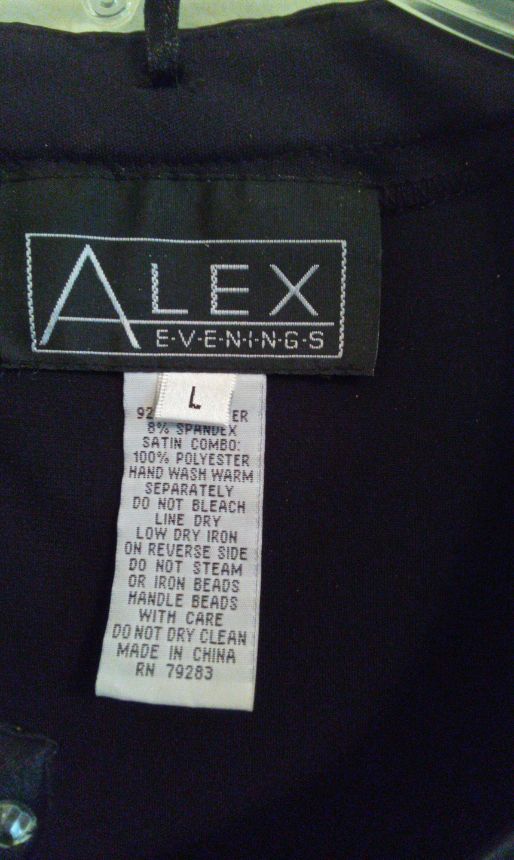 ALEX
E·V·E·N·I·N·G·S
L
92 ER
8% SPANDEX
SATIN COMBO:
100% POLYESTER
HAND WASH WARM
SEPARATELY
DO NOT BLEACH
LINE DRY
LOW DRY IRON
ON REVERSE SIDE
DO NOT STEAM
OR IRON BEADS
HANDLE BEADS
WITH CARE
DO NOT DRY CLEAN
MADE IN CHINA
RN 79283